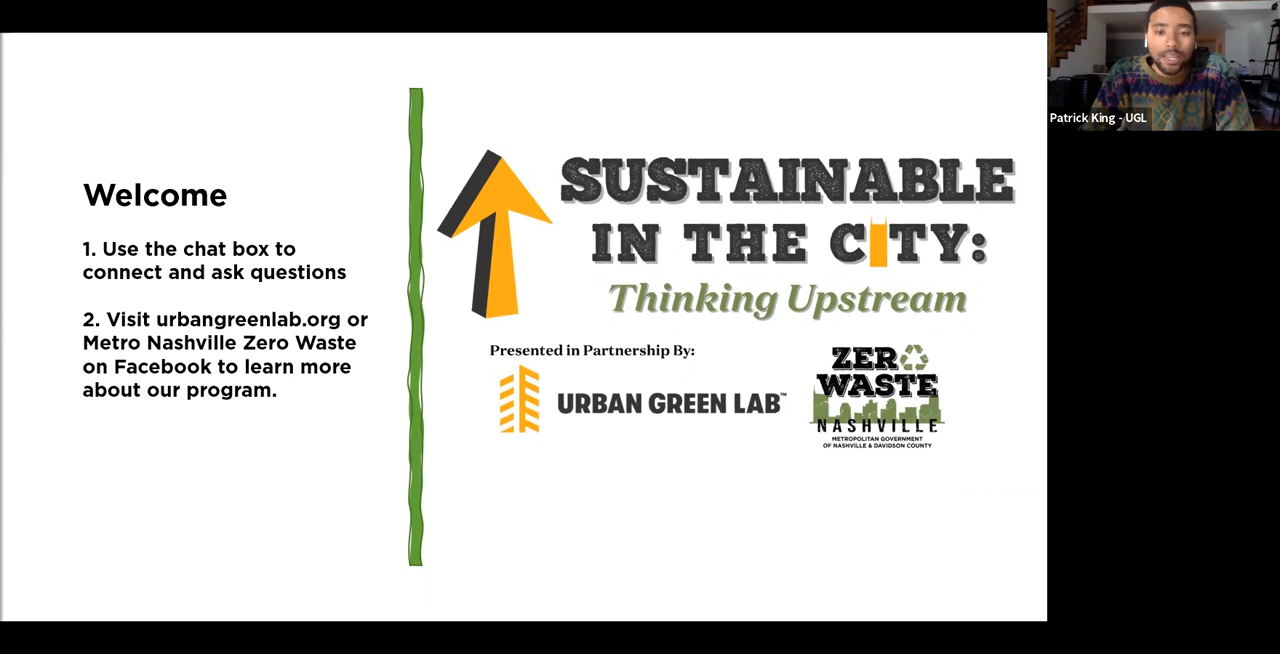 Welcome
1. Use the chat box to
connect and ask questions
2. Visit urbangreenlab.org or
Metro Nashville Zero Waste
on Facebook to learn more
about our program.
SUSTAINABLE
IN THE CITY:
Thinking Upstream
Presented in Partnership By:
URBAN GREEN LAB™
ZERO
WASTE
NASHVILLE
METROPOLITAN GOVERNMENT
OF NASHVILLE & DAVIDSON COUNTY
Patrick King - UGL